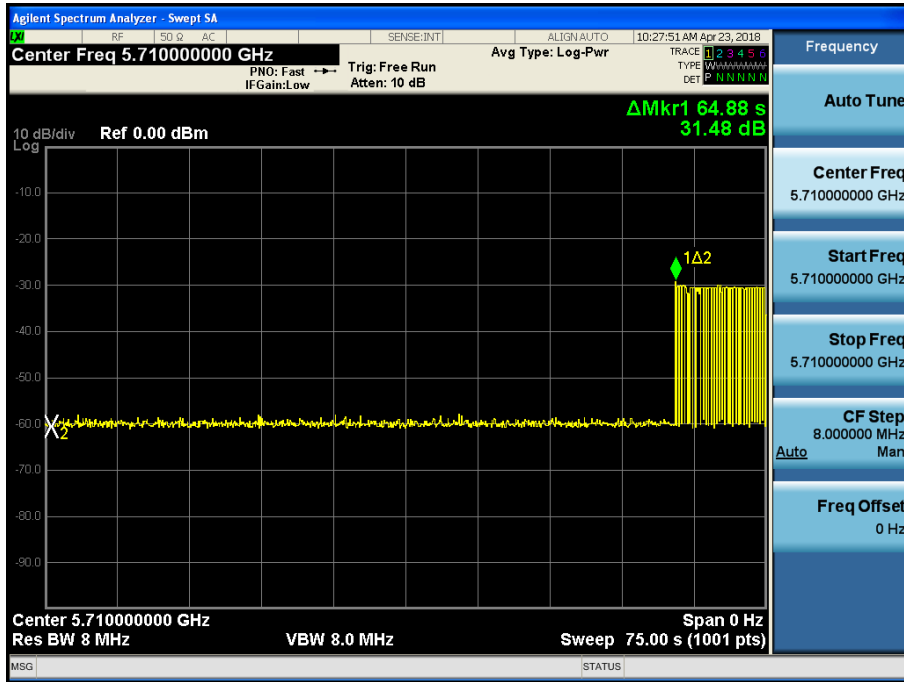 Agilent Spectrum Analyzer - Swept SA
LXI RF 50 Ω AC SENSE:INT ALIGN AUTO 10:27:51 AM Apr 23, 2018
Center Freq 5.710000000 GHz
PNO: Fast
IFGain:Low
Trig: Free Run
Atten: 10 dB
Avg Type: Log-Pwr
TRACE 1 2 3 4 5 6
TYPE WWWWWW
DET P N N N N N
ΔMkr1 64.88 s
31.48 dB
10 dB/div Ref 0.00 dBm
Log
-10.0
-20.0
-30.0
-40.0
-50.0
-60.0
-70.0
-80.0
-90.0
1Δ2
2
Center 5.710000000 GHz Span 0 Hz
Res BW 8 MHz VBW 8.0 MHz Sweep 75.00 s (1001 pts)
MSG STATUS
Frequency
Auto Tune
Center Freq
5.710000000 GHz
Start Freq
5.710000000 GHz
Stop Freq
5.710000000 GHz
CF Step
8.000000 MHz
Auto Man
Freq Offset
0 Hz